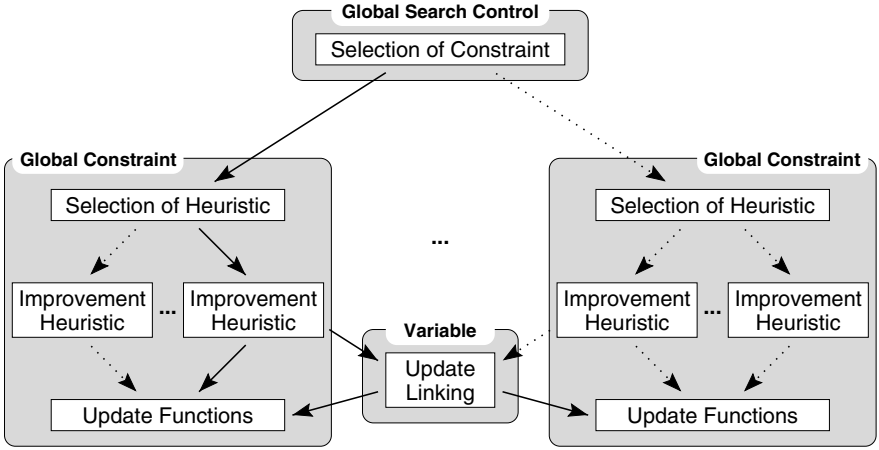 Global Search Control
Selection of Constraint
Global Constraint
Global Constraint
Selection of Heuristic
Selection of Heuristic
...
Improvement
Heuristic
...
Improvement
Heuristic
Improvement
Heuristic
...
Improvement
Heuristic
Variable
Update
Linking
Update Functions
Update Functions